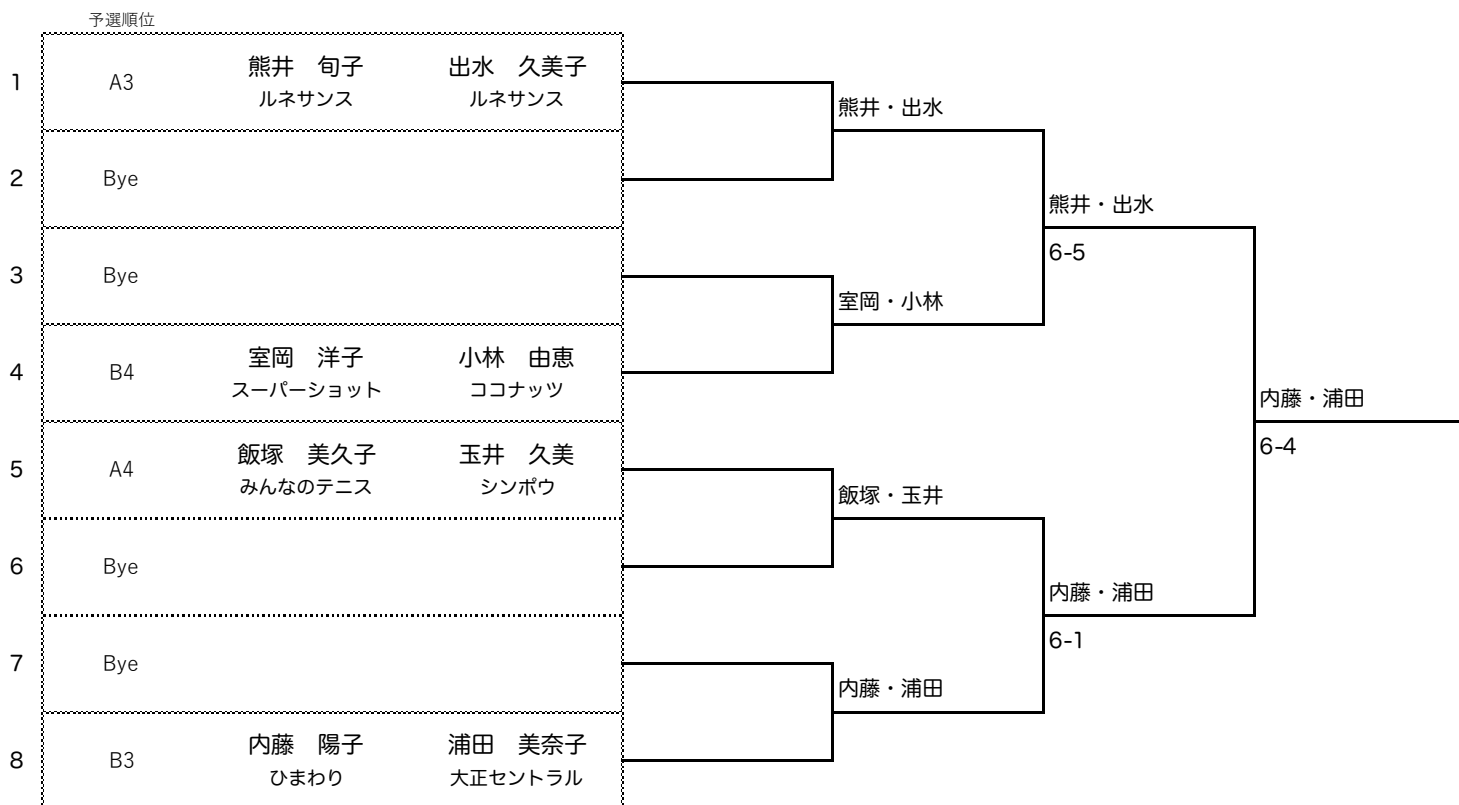 予選順位
1 A3 熊井　旬子 出水　久美子
ルネサンス ルネサンス
熊井・出水
2 Bye
熊井・出水
6-5
3 Bye
室岡・小林
4 B4 室岡　洋子 小林　由恵
スーパーショット ココナッツ
内藤・浦田
6-4
5 A4 飯塚　美久子 玉井　久美
みんなのテニス シンポウ
飯塚・玉井
6 Bye
内藤・浦田
6-1
7 Bye
内藤・浦田
8 B3 内藤　陽子 浦田　美奈子
ひまわり 大正セントラル